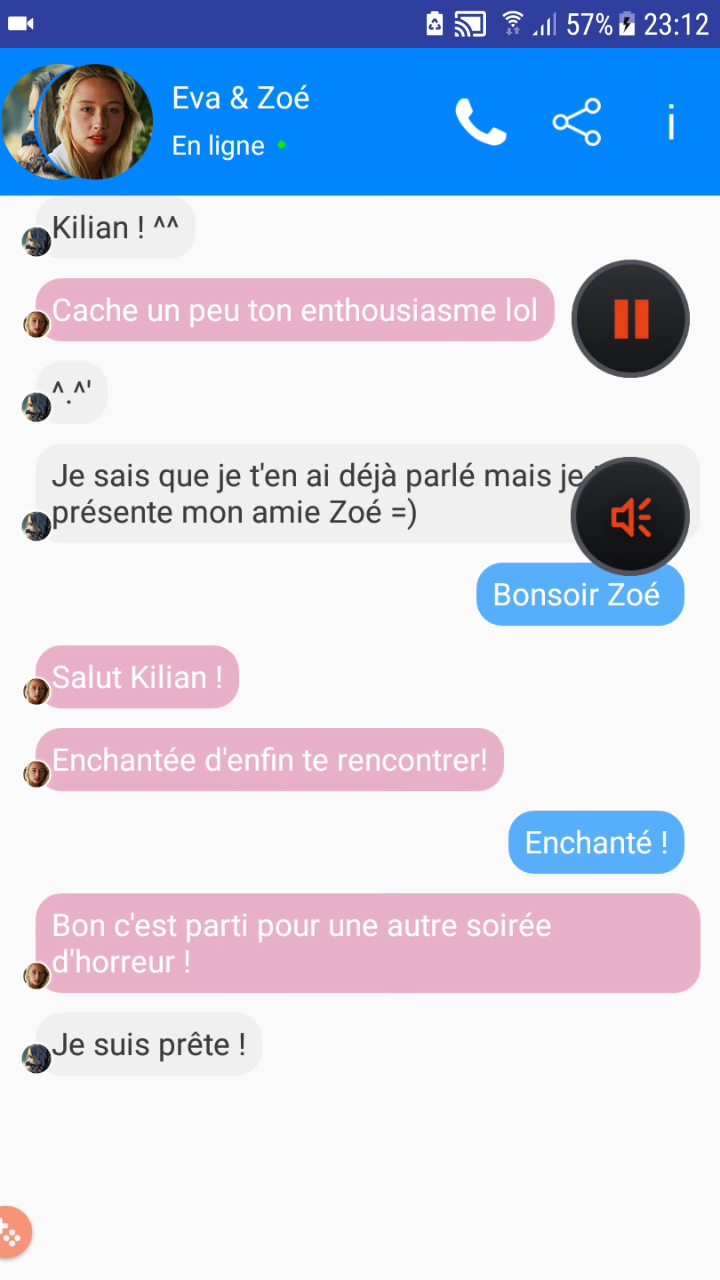 57% 23:12
Eva & Zoé
En ligne
Kilian ! ^^
Cache un peu ton enthousiasme lol
^.^'
Je sais que je t'en ai déjà parlé mais je
présente mon amie Zoé =)
Bonsoir Zoé
Salut Kilian !
Enchantée d'enfin te rencontrer!
Enchanté !
Bon c'est parti pour une autre soirée
d'horreur !
Je suis prête !